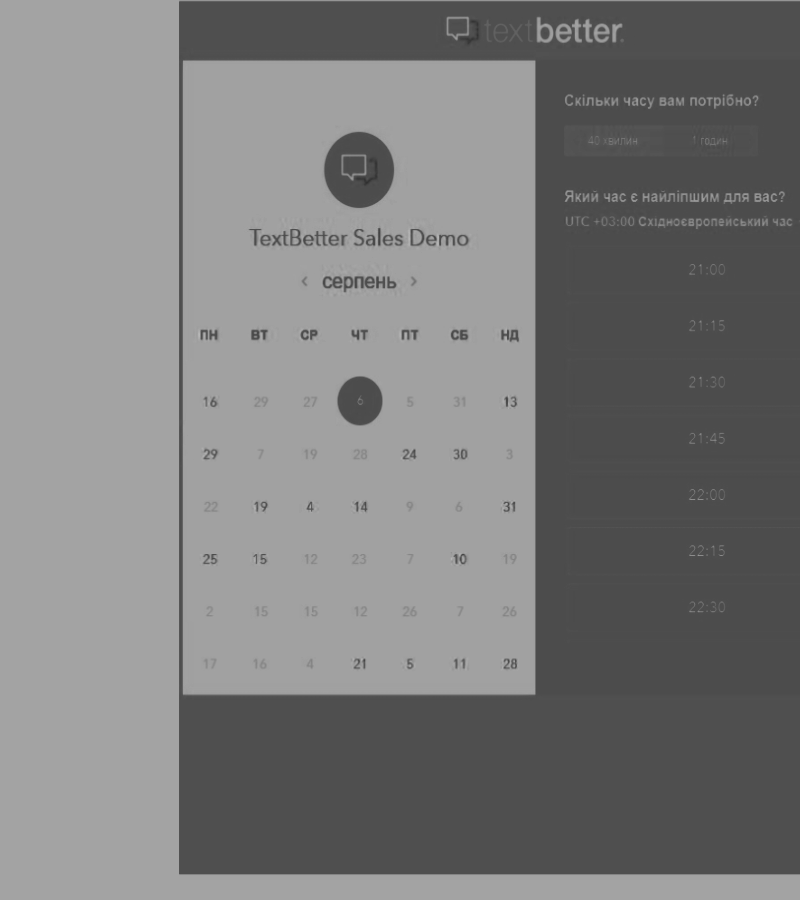 textbetter.
TextBetter Sales Demo
‹ серпень ›
ПН ВТ СР ЧТ ПТ СБ НД
16 29 27 6 5 31 13
29 7 19 28 24 30 3
22 19 4 14 9 6 31
25 15 12 23 7 10 19
2 15 15 12 26 7 26
17 16 4 21 5 11 28
Скільки часу вам потрібно?
40 хвилин 1 годин
Який час є найліпшим для вас?
UTC +03:00 Східноєвропейський час
21:00
21:15
21:30
21:45
22:00
22:15
22:30